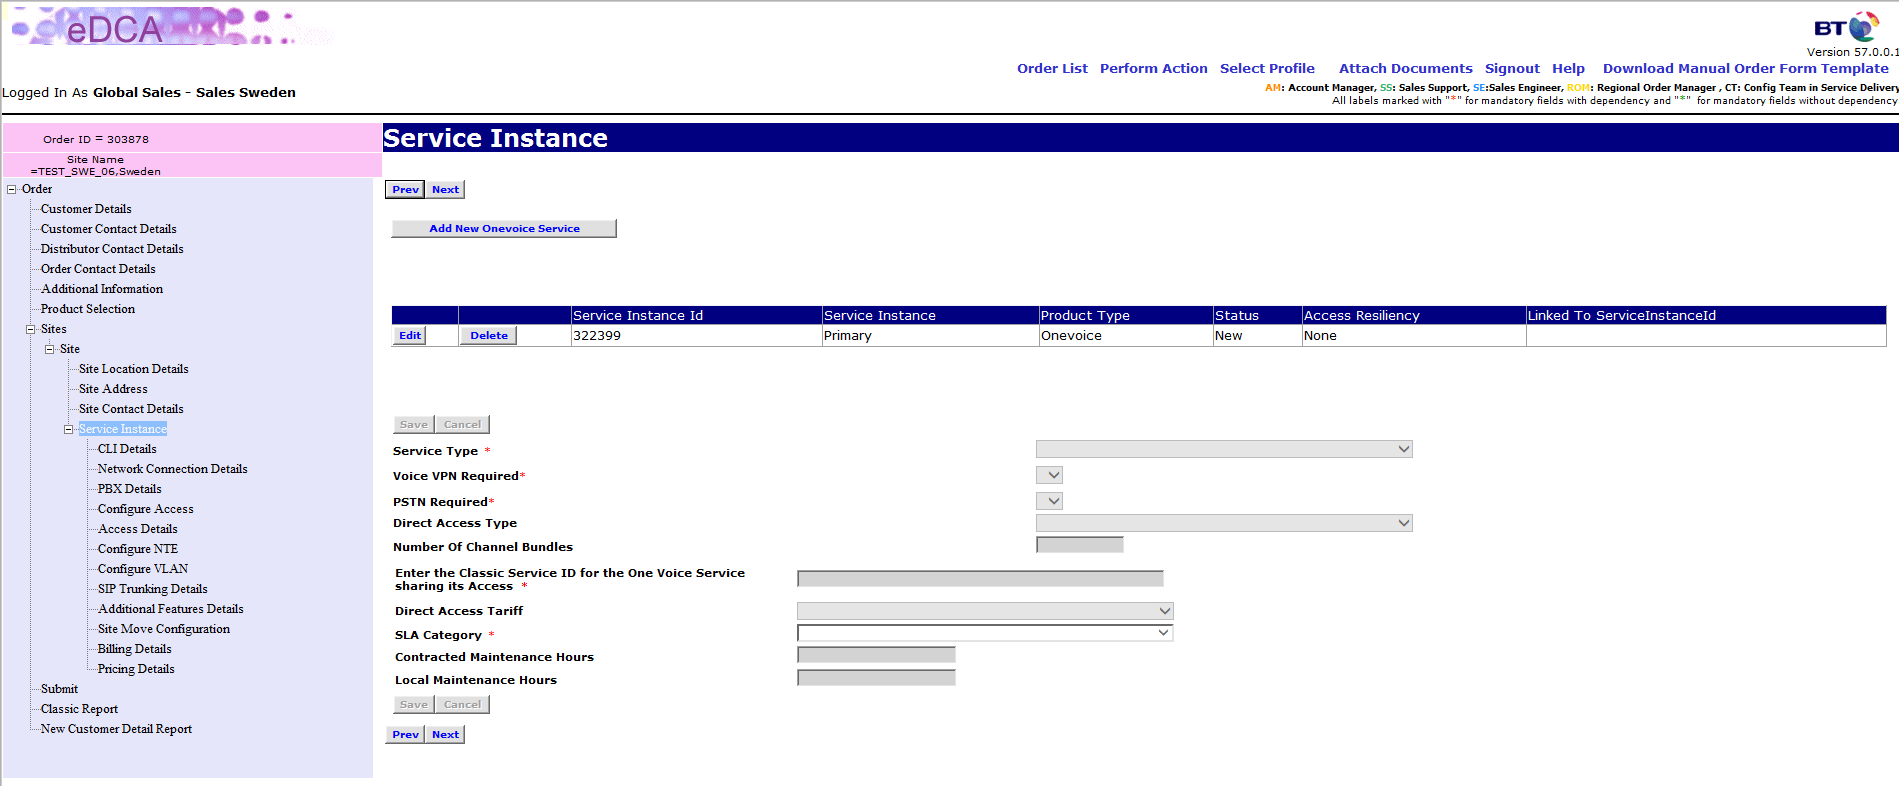 eDCA
BT
Version 57.0.0.1
Order List Perform Action Select Profile Attach Documents Signout Help Download Manual Order Form Template
Logged In As Global Sales - Sales Sweden
AM: Account Manager, SS: Sales Support, SE:Sales Engineer, ROM: Regional Order Manager , CT: Config Team in Service Delivery
All labels marked with "*" for mandatory fields with dependency and "*" for mandatory fields without dependency
Order ID = 303878
Site Name
=TEST_SWE_06,Sweden
Order
Customer Details
Customer Contact Details
Distributor Contact Details
Order Contact Details
Additional Information
Product Selection
Sites
Site
Site Location Details
Site Address
Site Contact Details
Service Instance
CLI Details
Network Connection Details
PBX Details
Configure Access
Access Details
Configure NTE
Configure VLAN
SIP Trunking Details
Additional Features Details
Site Move Configuration
Billing Details
Pricing Details
Submit
Classic Report
New Customer Detail Report
Service Instance
Prev Next
Add New Onevoice Service
Service Instance Id Service Instance Product Type Status Access Resiliency Linked To ServiceInstanceId
Edit Delete 322399 Primary Onevoice New None
Save Cancel
Service Type *
Voice VPN Required*
PSTN Required*
Direct Access Type
Number Of Channel Bundles
Enter the Classic Service ID for the One Voice Service
sharing its Access *
Direct Access Tariff
SLA Category *
Contracted Maintenance Hours
Local Maintenance Hours
Save Cancel
Prev Next